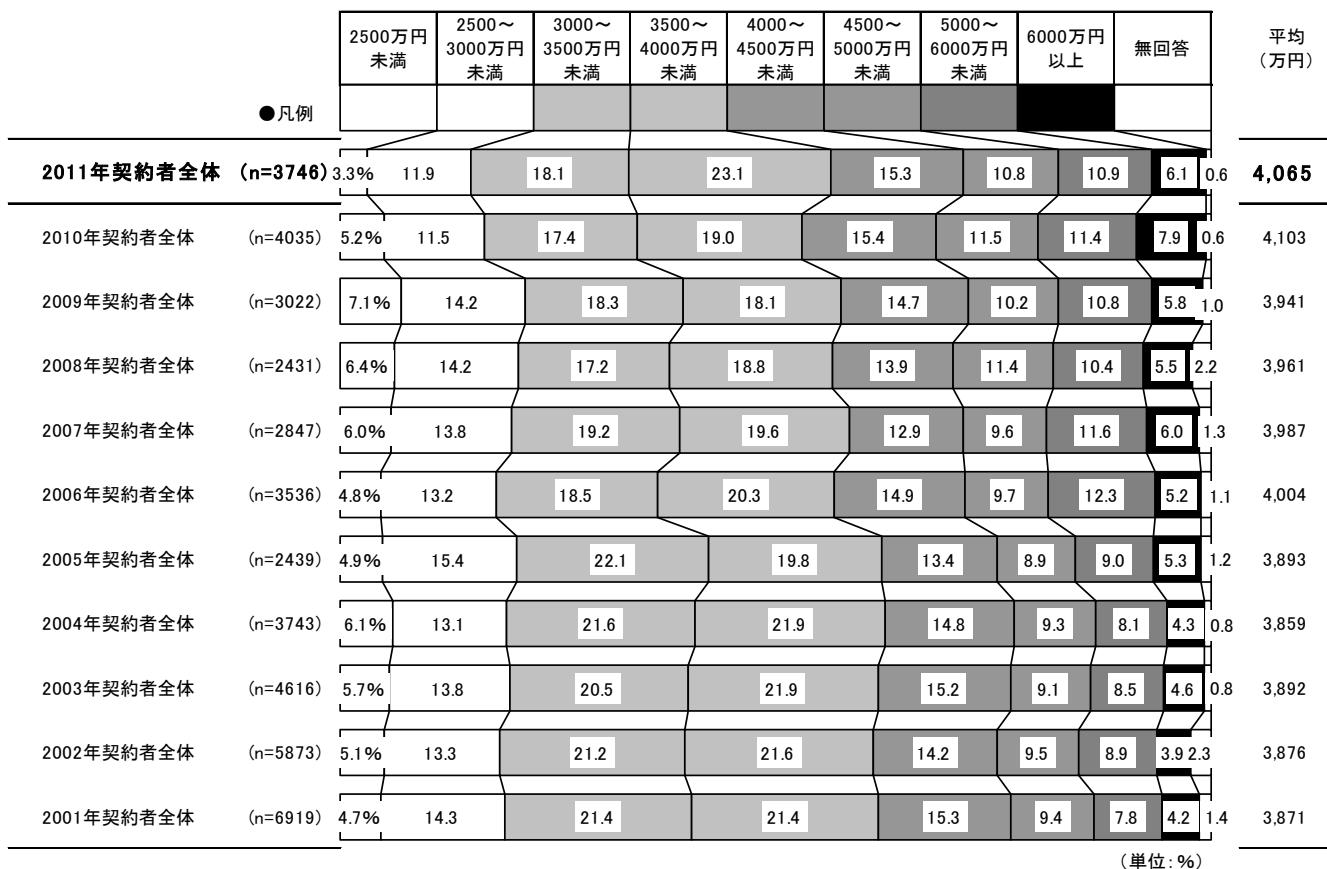 2500万円
未満
2500～
3000万円
未満
3000～
3500万円
未満
3500～
4000万円
未満
4000～
4500万円
未満
4500～
5000万円
未満
5000～
6000万円
未満
6000万円
以上
無回答
平均
（万円）
●凡例
2011年契約者全体 (n=3746) 3.3% 11.9 18.1 23.1 15.3 10.8 10.9 6.1 0.6 4,065
2010年契約者全体 (n=4035) 5.2% 11.5 17.4 19.0 15.4 11.5 11.4 7.9 0.6 4,103
2009年契約者全体 (n=3022) 7.1% 14.2 18.3 18.1 14.7 10.2 10.8 5.8 1.0 3,941
2008年契約者全体 (n=2431) 6.4% 14.2 17.2 18.8 13.9 11.4 10.4 5.5 2.2 3,961
2007年契約者全体 (n=2847) 6.0% 13.8 19.2 19.6 12.9 9.6 11.6 6.0 1.3 3,987
2006年契約者全体 (n=3536) 4.8% 13.2 18.5 20.3 14.9 9.7 12.3 5.2 1.1 4,004
2005年契約者全体 (n=2439) 4.9% 15.4 22.1 19.8 13.4 8.9 9.0 5.3 1.2 3,893
2004年契約者全体 (n=3743) 6.1% 13.1 21.6 21.9 14.8 9.3 8.1 4.3 0.8 3,859
2003年契約者全体 (n=4616) 5.7% 13.8 20.5 21.9 15.2 9.1 8.5 4.6 0.8 3,892
2002年契約者全体 (n=5873) 5.1% 13.3 21.2 21.6 14.2 9.5 8.9 3.9 2.3 3,876
2001年契約者全体 (n=6919) 4.7% 14.3 21.4 21.4 15.3 9.4 7.8 4.2 1.4 3,871
（単位：%）